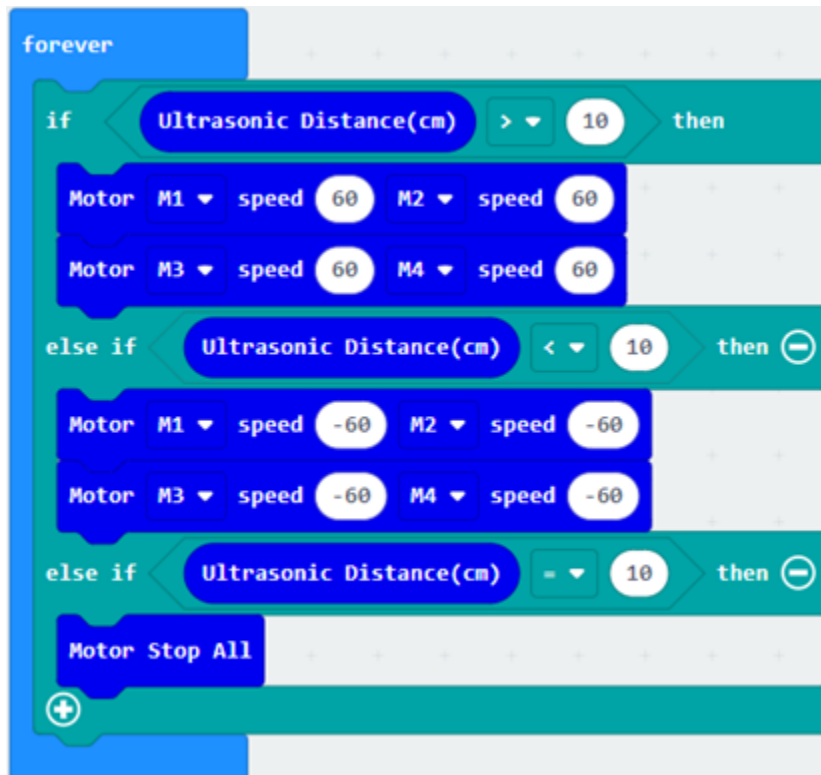 forever
if Ultrasonic Distance(cm) > 10 then
Motor M1 speed 60 M2 speed 60
Motor M3 speed 60 M4 speed 60
else if Ultrasonic Distance(cm) < 10 then
Motor M1 speed -60 M2 speed -60
Motor M3 speed -60 M4 speed -60
else if Ultrasonic Distance(cm) = 10 then
Motor Stop All